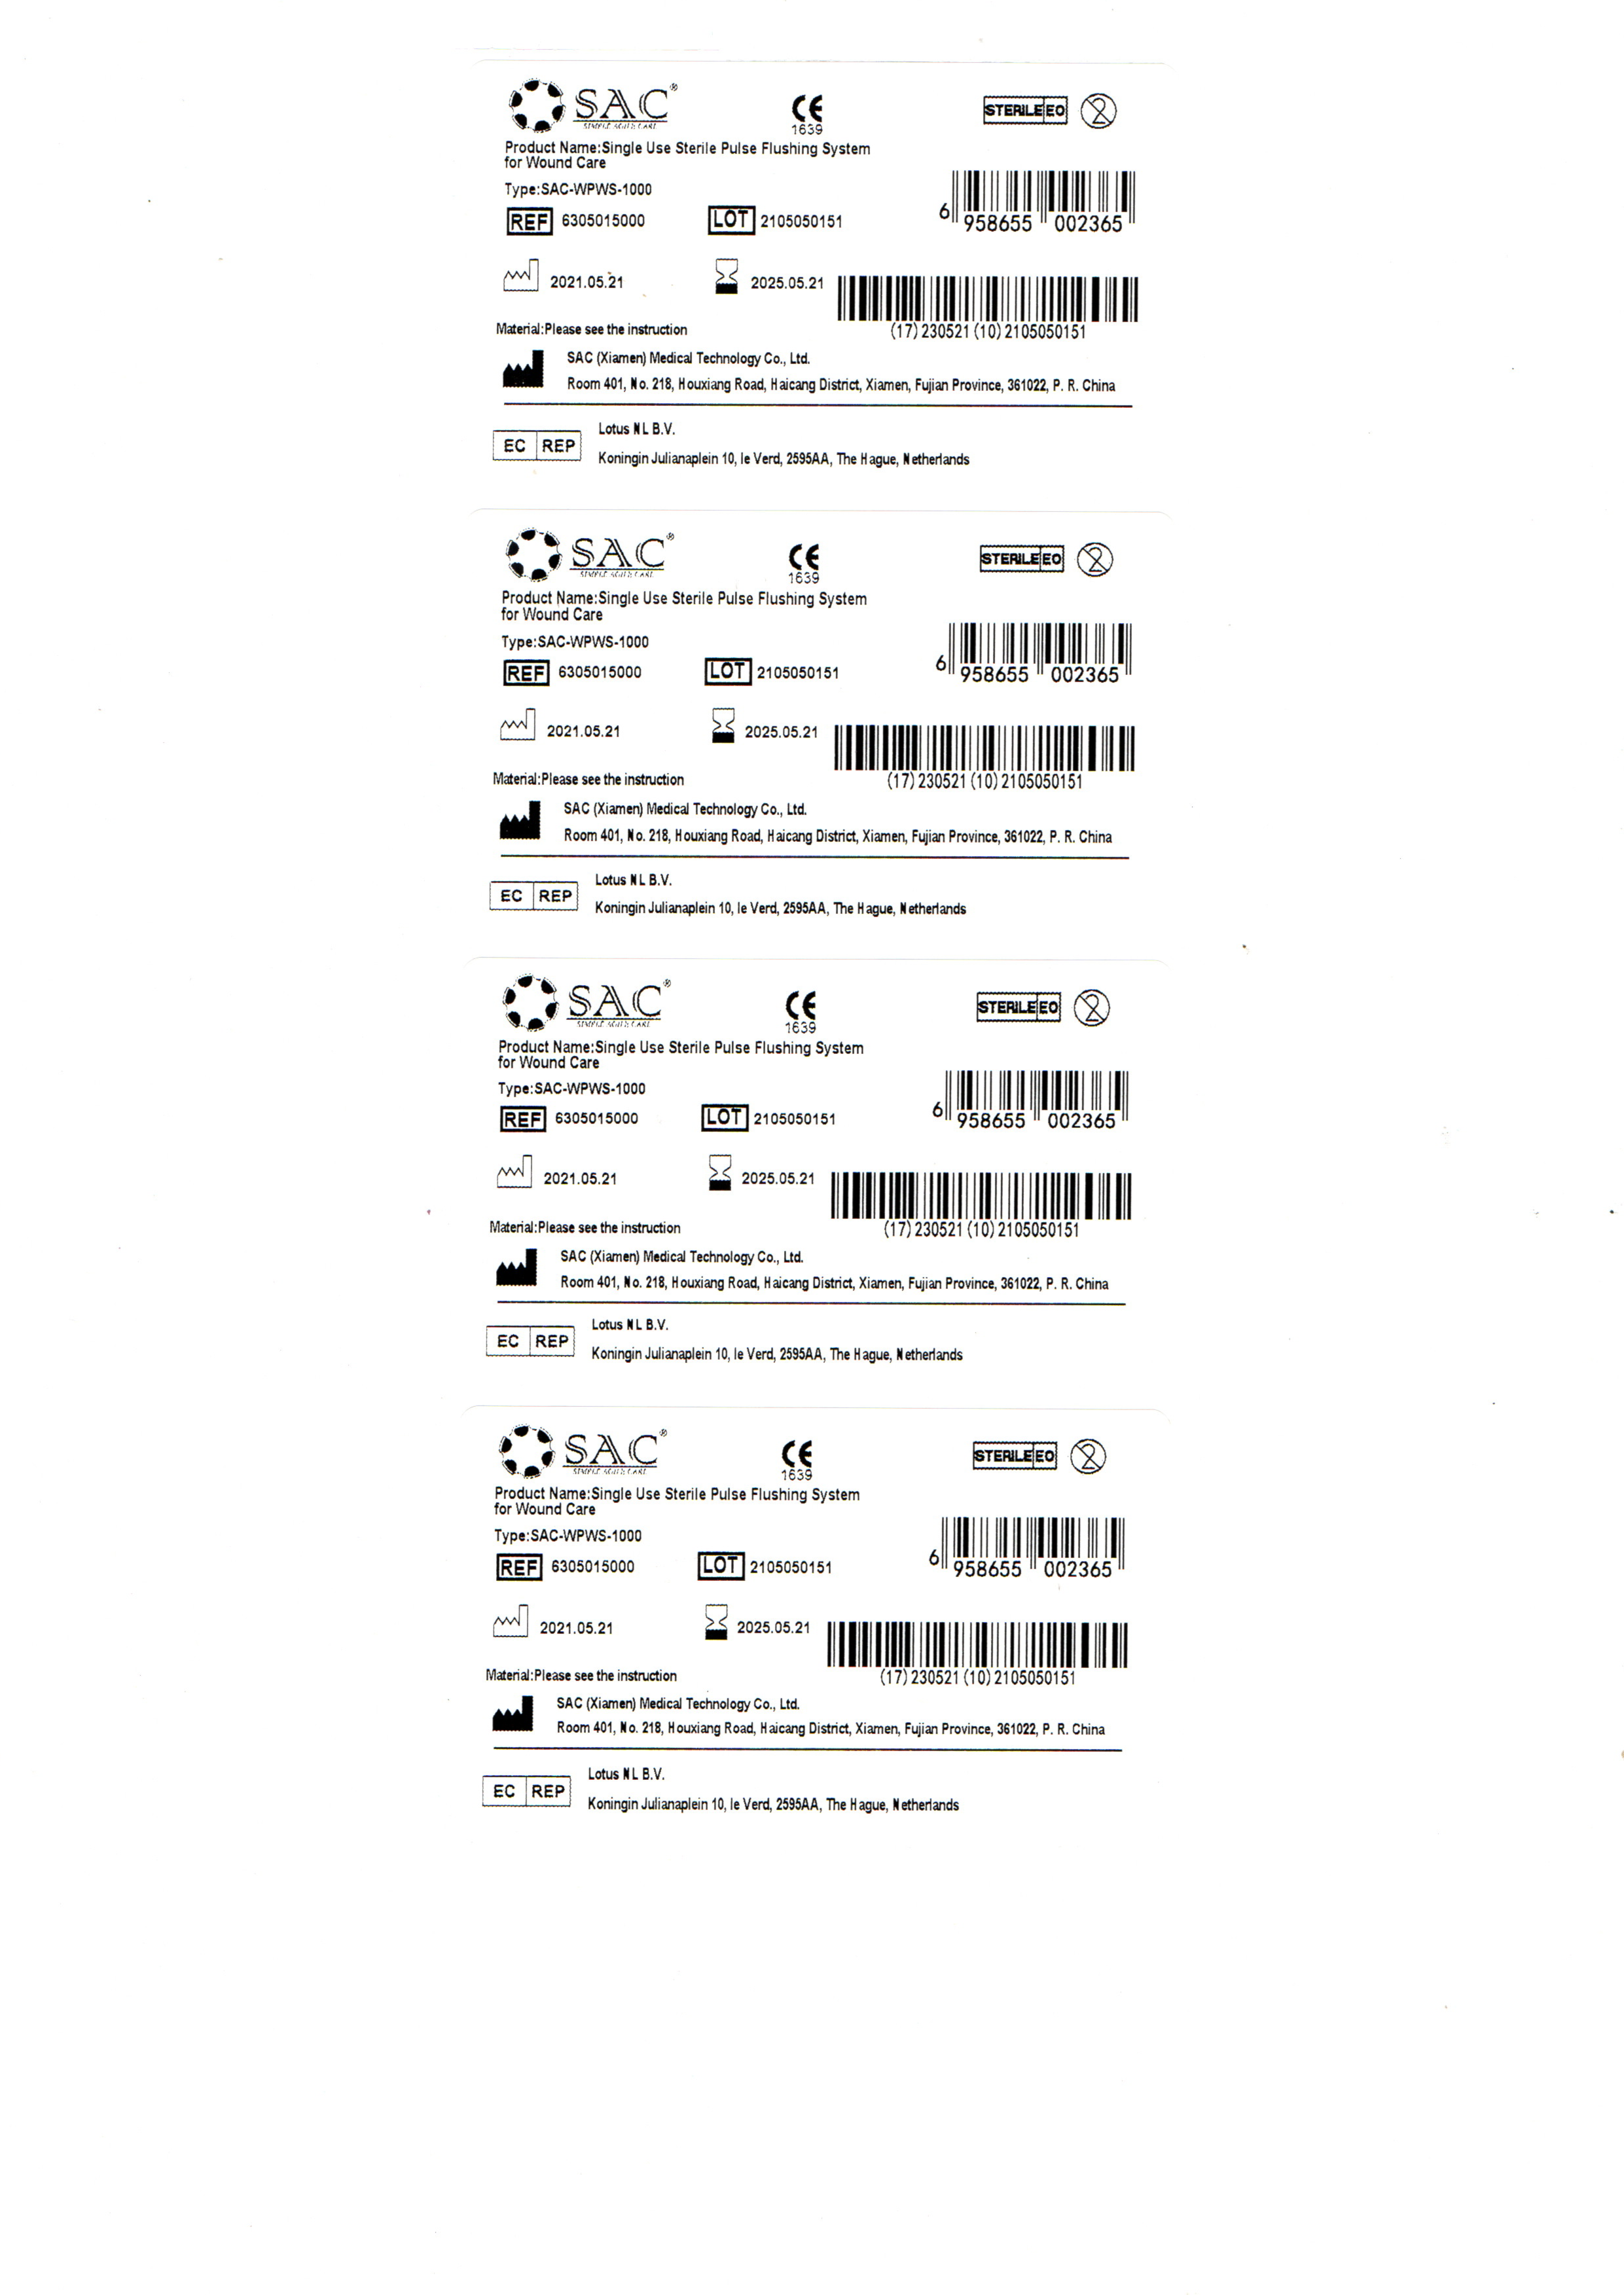 SAC®
SIMPLE AGILE CARE
CE
1639
STERILE EO
2
Product Name:Single Use Sterile Pulse Flushing System
for Wound Care
Type:SAC-WPWS-1000
REF 6305015000 LOT 2105050151
6 958655 002365
2021.05.21 2025.05.21
(17)230521(10)2105050151
Material:Please see the instruction
SAC (Xiamen) Medical Technology Co., Ltd.
Room 401, No. 218, Houxiang Road, Haicang District, Xiamen, Fujian Province, 361022, P. R. China
EC REP
Lotus NL B.V.
Koningin Julianaplein 10, le Verd, 2595AA, The Hague, Netherlands
SAC®
SIMPLE AGILE CARE
CE
1639
STERILE EO
2
Product Name:Single Use Sterile Pulse Flushing System
for Wound Care
Type:SAC-WPWS-1000
REF 6305015000 LOT 2105050151
6 958655 002365
2021.05.21 2025.05.21
(17)230521(10)2105050151
Material:Please see the instruction
SAC (Xiamen) Medical Technology Co., Ltd.
Room 401, No. 218, Houxiang Road, Haicang District, Xiamen, Fujian Province, 361022, P. R. China
EC REP
Lotus NL B.V.
Koningin Julianaplein 10, le Verd, 2595AA, The Hague, Netherlands
SAC®
SIMPLE AGILE CARE
CE
1639
STERILE EO
2
Product Name:Single Use Sterile Pulse Flushing System
for Wound Care
Type:SAC-WPWS-1000
REF 6305015000 LOT 2105050151
6 958655 002365
2021.05.21 2025.05.21
(17)230521(10)2105050151
Material:Please see the instruction
SAC (Xiamen) Medical Technology Co., Ltd.
Room 401, No. 218, Houxiang Road, Haicang District, Xiamen, Fujian Province, 361022, P. R. China
EC REP
Lotus NL B.V.
Koningin Julianaplein 10, le Verd, 2595AA, The Hague, Netherlands
SAC®
SIMPLE AGILE CARE
CE
1639
STERILE EO
2
Product Name:Single Use Sterile Pulse Flushing System
for Wound Care
Type:SAC-WPWS-1000
REF 6305015000 LOT 2105050151
6 958655 002365
2021.05.21 2025.05.21
(17)230521(10)2105050151
Material:Please see the instruction
SAC (Xiamen) Medical Technology Co., Ltd.
Room 401, No. 218, Houxiang Road, Haicang District, Xiamen, Fujian Province, 361022, P. R. China
EC REP
Lotus NL B.V.
Koningin Julianaplein 10, le Verd, 2595AA, The Hague, Netherlands